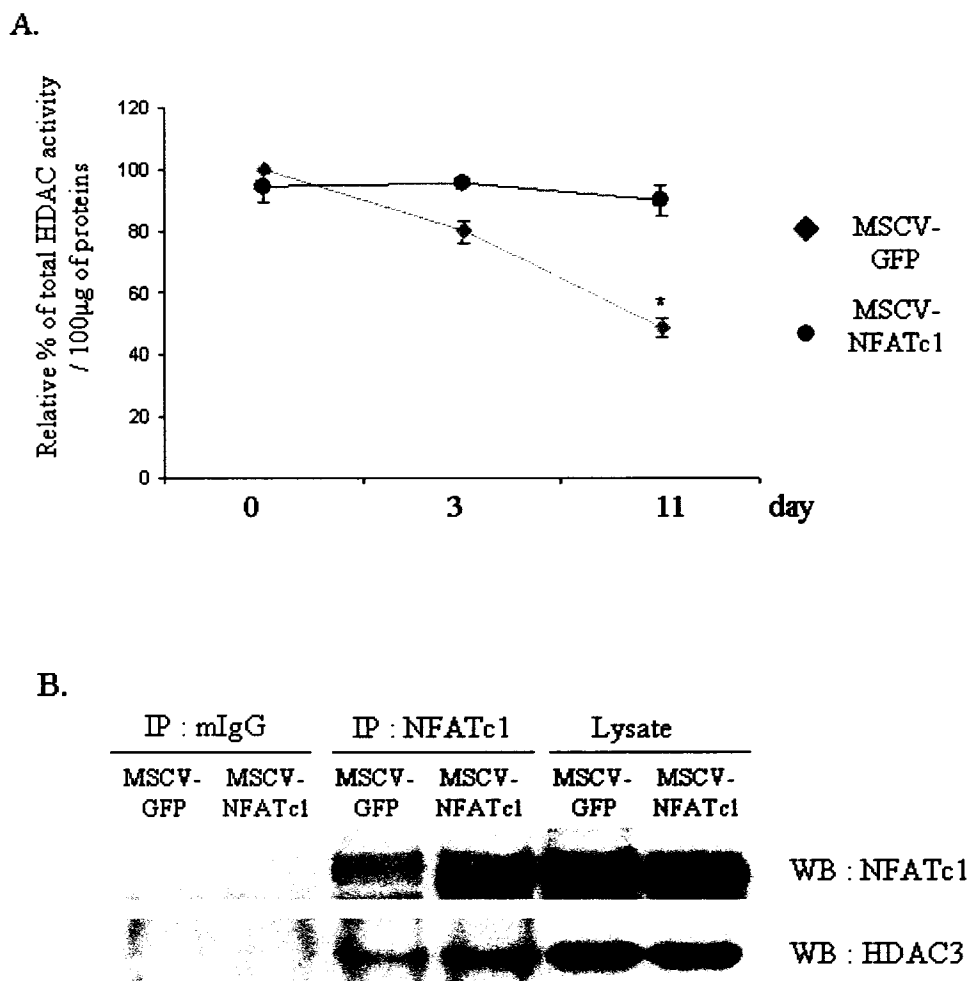 A.
Relative % of total HDAC activity
/ 100µg of proteins
120
100
80
60
40
20
0
*
0 3 11 day
MSCV-
GFP
MSCV-
NFATc1
B.
IP : mIgG IP : NFATc1 Lysate
MSCV- MSCV- MSCV- MSCV- MSCV- MSCV-
GFP NFATc1 GFP NFATc1 GFP NFATc1
WB : NFATc1
WB : HDAC3